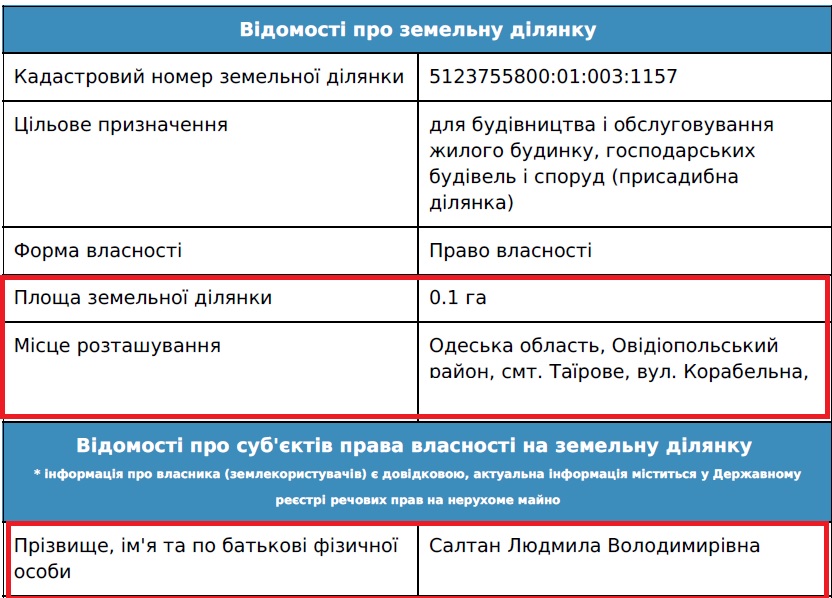 Відомості про земельну ділянку
Кадастровий номер земельної ділянки 5123755800:01:003:1157
Цільове призначення для будівництва і обслуговування
жилого будинку, господарських
будівель і споруд (присадибна
ділянка)
Форма власності Право власності
Площа земельної ділянки 0.1 га
Місце розташування Одеська область, Овідіопольський
район, смт. Таїрове, вул. Корабельна,
Відомості про суб'єктів права власності на земельну ділянку
* інформація про власника (землекористувачів) є довідковою, актуальна інформація міститься у Державному
реєстрі речових прав на нерухоме майно
Прізвище, ім'я та по батькові фізичної Салтан Людмила Володимирівна
особи